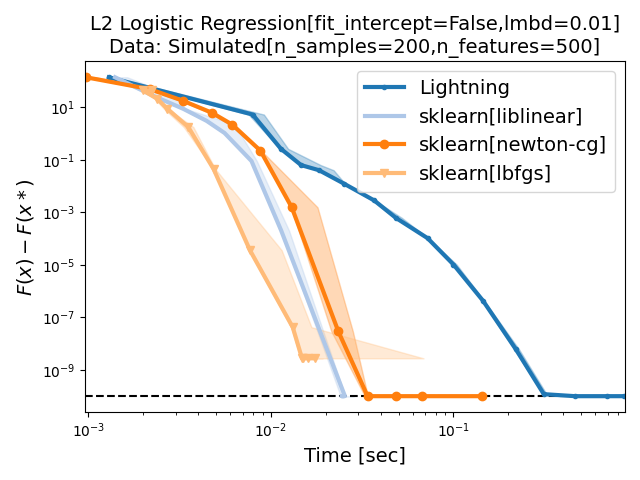 L2 Logistic Regression[fit_intercept=False,lmbd=0.01]
Data: Simulated[n_samples=200,n_features=500]
Lightning
sklearn[liblinear]
sklearn[newton-cg]
sklearn[lbfgs]
F(x) − F(x*)
10¹
10⁻¹
10⁻³
10⁻⁵
10⁻⁷
10⁻⁹
10⁻³ 10⁻² 10⁻¹
Time [sec]